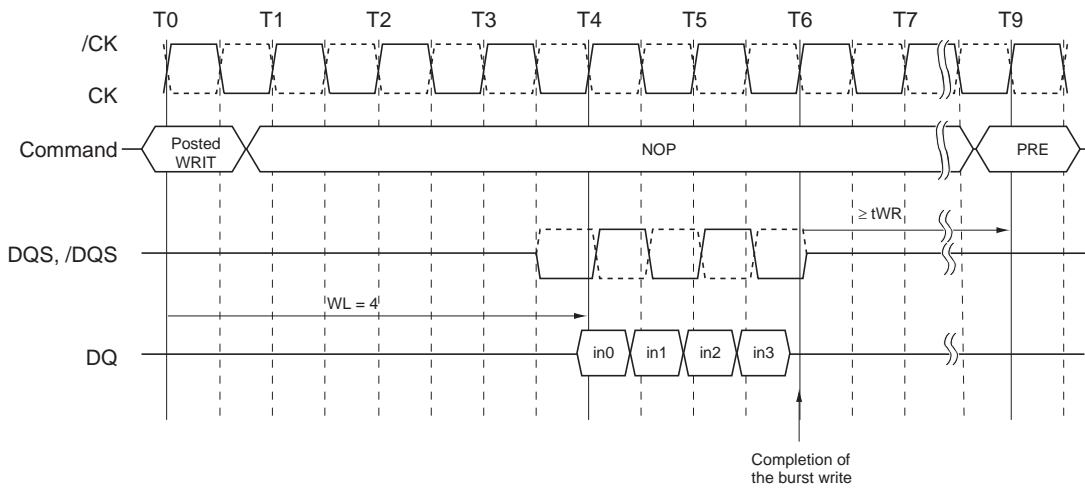 T0 T1 T2 T3 T4 T5 T6 T7 T9
/CK
CK
Command
Posted
WRIT
NOP
PRE
≥ tWR
DQS, /DQS
WL = 4
DQ
in0 in1 in2 in3
Completion of
the burst write